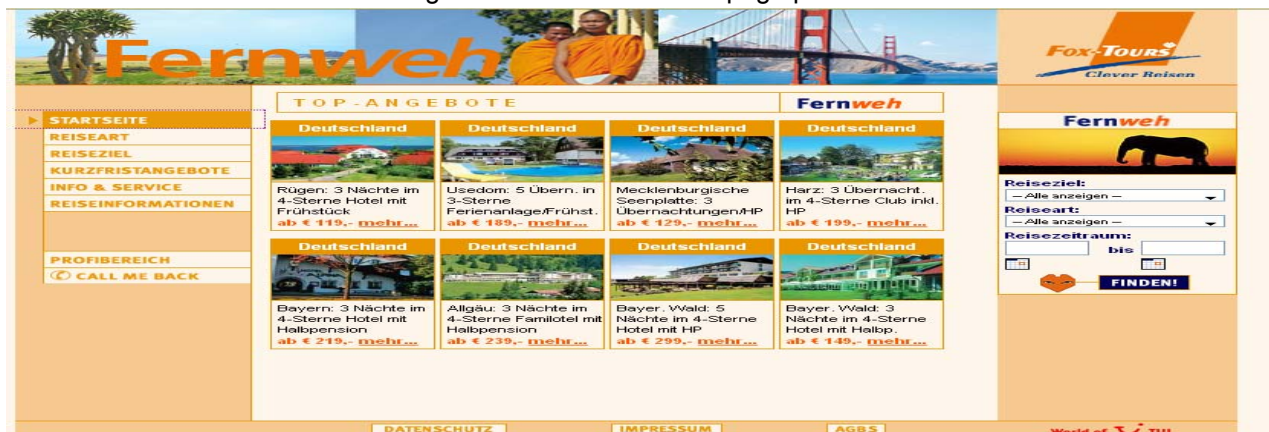 Fernweh
Fox-Tours
Clever Reisen
TOP-ANGEBOTE
Fernweh
STARTSEITE
REISEART
REISEZIEL
KURZFRISTANGEBOTE
INFO & SERVICE
REISEINFORMATIONEN
PROFIBEREICH
CALL ME BACK
Deutschland
Rügen: 3 Nächte im
4-Sterne Hotel mit
Frühstück
ab € 119,- mehr...
Deutschland
Usedom: 5 Übern. in
3-Sterne
Ferienanlage/Frühst.
ab € 189,- mehr...
Deutschland
Mecklenburgische
Seenplatte: 3
Übernachtungen/HP
ab € 129,- mehr...
Deutschland
Harz: 3 Übernacht.
im 4-Sterne Club inkl.
HP
ab € 199,- mehr...
Deutschland
Bayern: 3 Nächte im
4-Sterne Hotel mit
Halbpension
ab € 219,- mehr...
Deutschland
Allgäu: 3 Nächte im
4-Sterne Familotel mit
Halbpension
ab € 239,- mehr...
Deutschland
Bayer. Wald: 5
Nächte im 4-Sterne
Hotel mit HP
ab € 299,- mehr...
Deutschland
Bayer. Wald: 3
Nächte im 4-Sterne
Hotel mit Halbp.
ab € 149,- mehr...
Fernweh
Reiseziel:
-- Alle anzeigen --
Reiseart:
-- Alle anzeigen --
Reisezeitraum:
bis
FINDEN!
DATENSCHUTZ
IMPRESSUM
AGBS
World of TUI